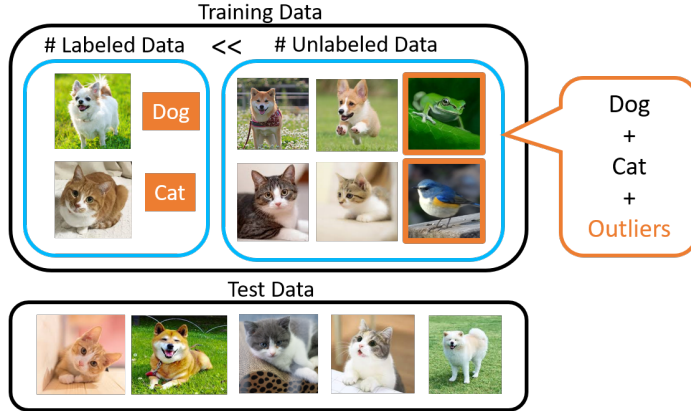 Training Data
# Labeled Data << # Unlabeled Data
Dog
Cat
Dog
+
Cat
+
Outliers
Test Data